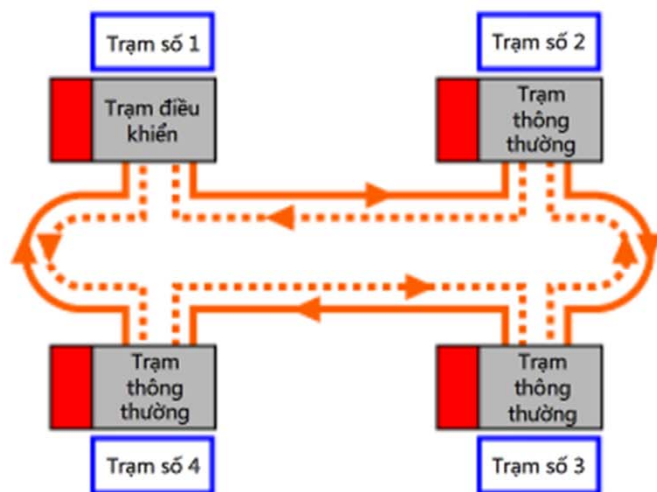 Trạm số 1
Trạm số 2
Trạm điều
khiển
Trạm
thông
thường
Trạm
thông
thường
Trạm
thông
thường
Trạm số 4
Trạm số 3